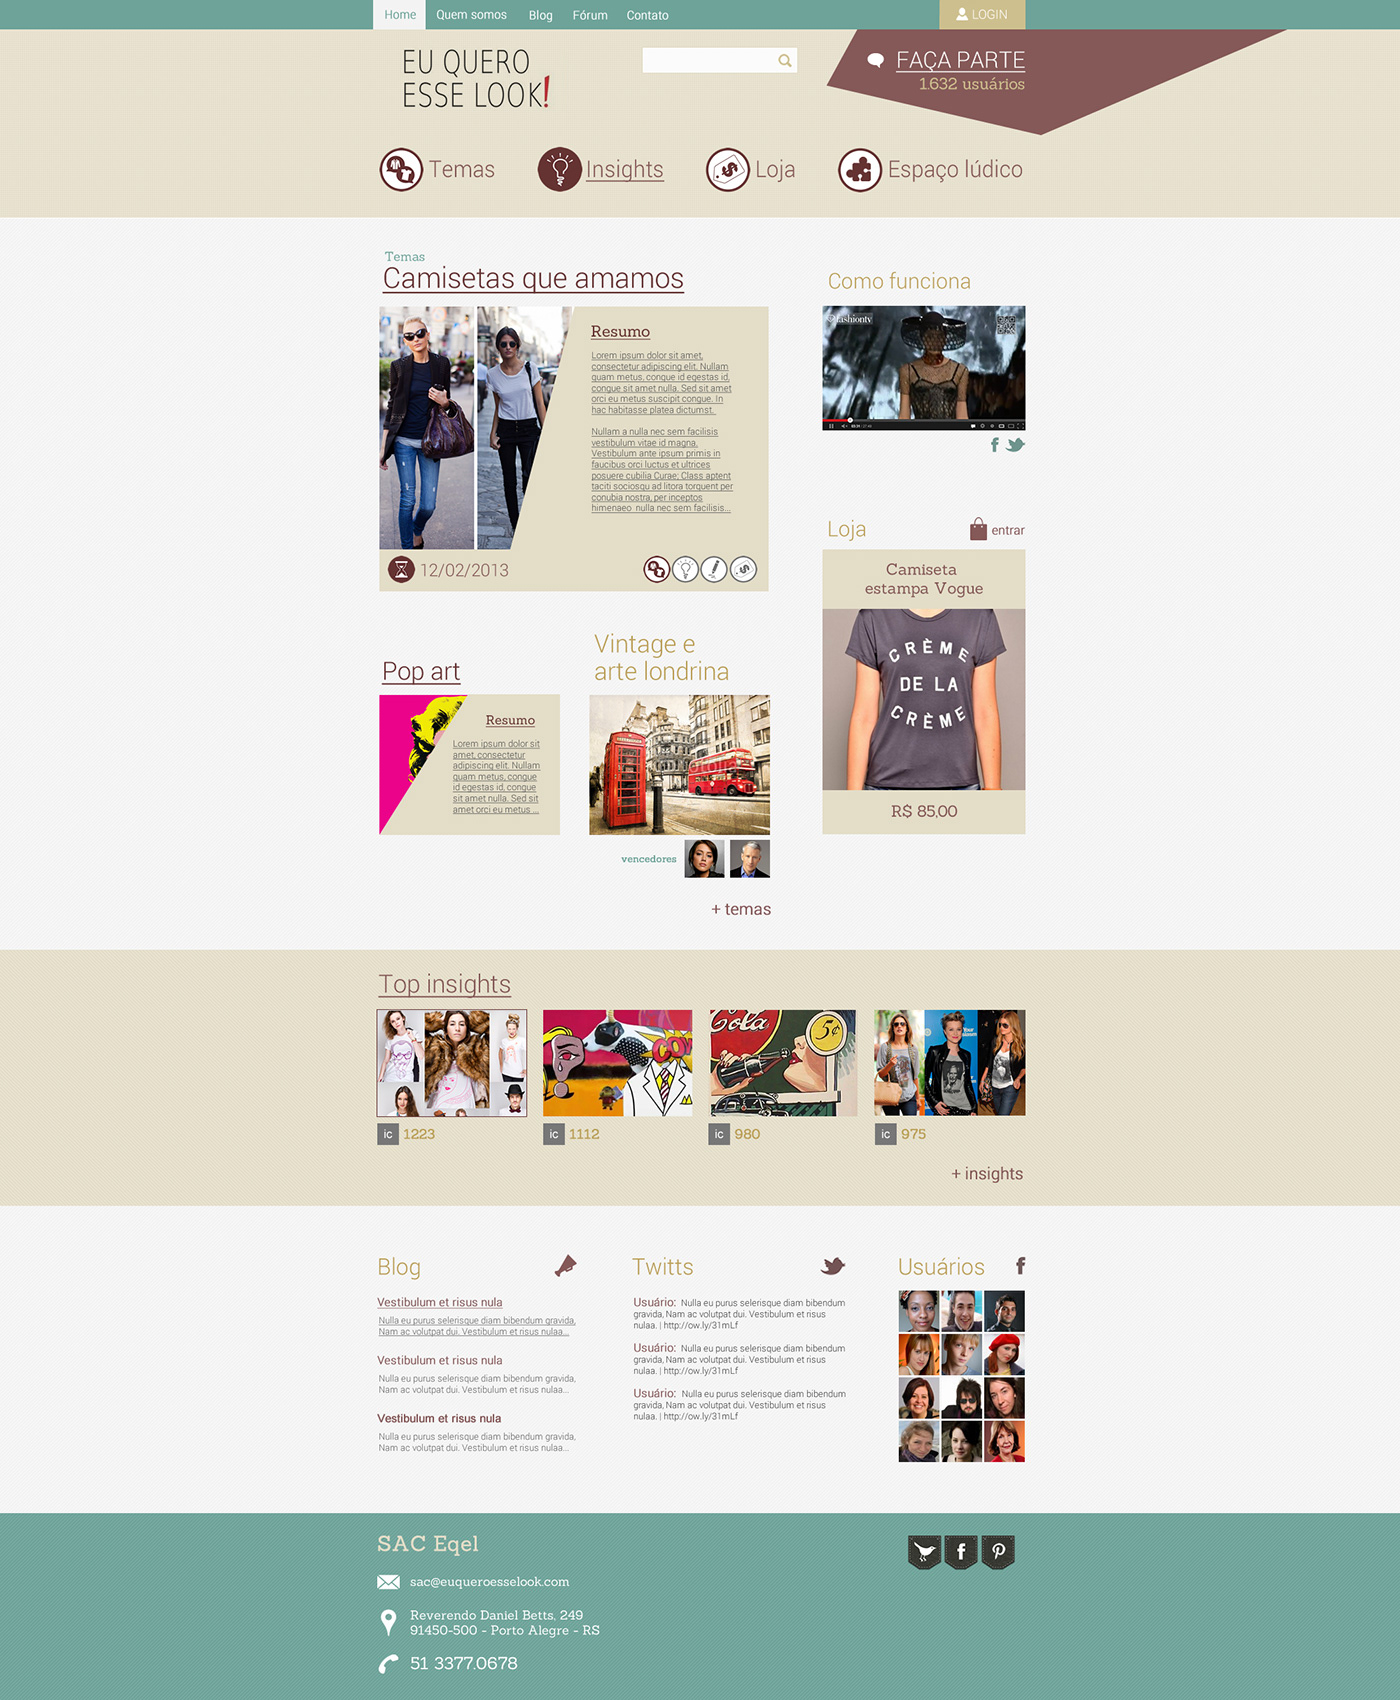 Home Quem somos Blog Fórum Contato LOGIN
EU QUERO
ESSE LOOK!
FAÇA PARTE
1.632 usuários
Temas Insights Loja Espaço lúdico
Temas
Camisetas que amamos
Resumo
Lorem ipsum dolor sit amet,
consectetur adipiscing elit. Nullam
quam metus, congue id egestas id,
congue sit amet nulla. Sed sit amet
orci eu metus suscipit congue. In
hac habitasse platea dictumst.
Nullam a nulla nec sem facilisis
vestibulum vitae id magna.
Vestibulum ante ipsum primis in
faucibus orci luctus et ultrices
posuere cubilia Curae; Class aptent
taciti sociosqu ad litora torquent per
conubia nostra, per inceptos
himenaeo nulla nec sem facilisis...
12/02/2013
Como funciona
fashiontv
Loja
entrar
Camiseta
estampa Vogue
CRÈME
DE LA
CRÈME
R$ 85,00
Pop art
Resumo
Lorem ipsum dolor sit
amet, consectetur
adipiscing elit. Nullam
quam metus, congue
id egestas id, congue
sit amet nulla. Sed sit
amet orci eu metus ...
Vintage e
arte londrina
vencedores
+ temas
Top insights
Cola
5¢
ic 1223
ic 1112
ic 980
ic 975
+ insights
Blog
Vestibulum et risus nula
Nulla eu purus selerisque diam bibendum gravida,
Nam ac volutpat dui. Vestibulum et risus nulaa...
Vestibulum et risus nula
Nulla eu purus selerisque diam bibendum gravida,
Nam ac volutpat dui. Vestibulum et risus nulaa...
Vestibulum et risus nula
Nulla eu purus selerisque diam bibendum gravida,
Nam ac volutpat dui. Vestibulum et risus nulaa...
Twitts
Usuário: Nulla eu purus selerisque diam bibendum
gravida, Nam ac volutpat dui. Vestibulum et risus
nulaa. | http://ow.ly/31mLf
Usuário: Nulla eu purus selerisque diam bibendum
gravida, Nam ac volutpat dui. Vestibulum et risus
nulaa. | http://ow.ly/31mLf
Usuário: Nulla eu purus selerisque diam bibendum
gravida, Nam ac volutpat dui. Vestibulum et risus
nulaa. | http://ow.ly/31mLf
Usuários
SAC Eqel
sac@euqueroesselook.com
Reverendo Daniel Betts, 249
91450-500 - Porto Alegre - RS
51 3377.0678